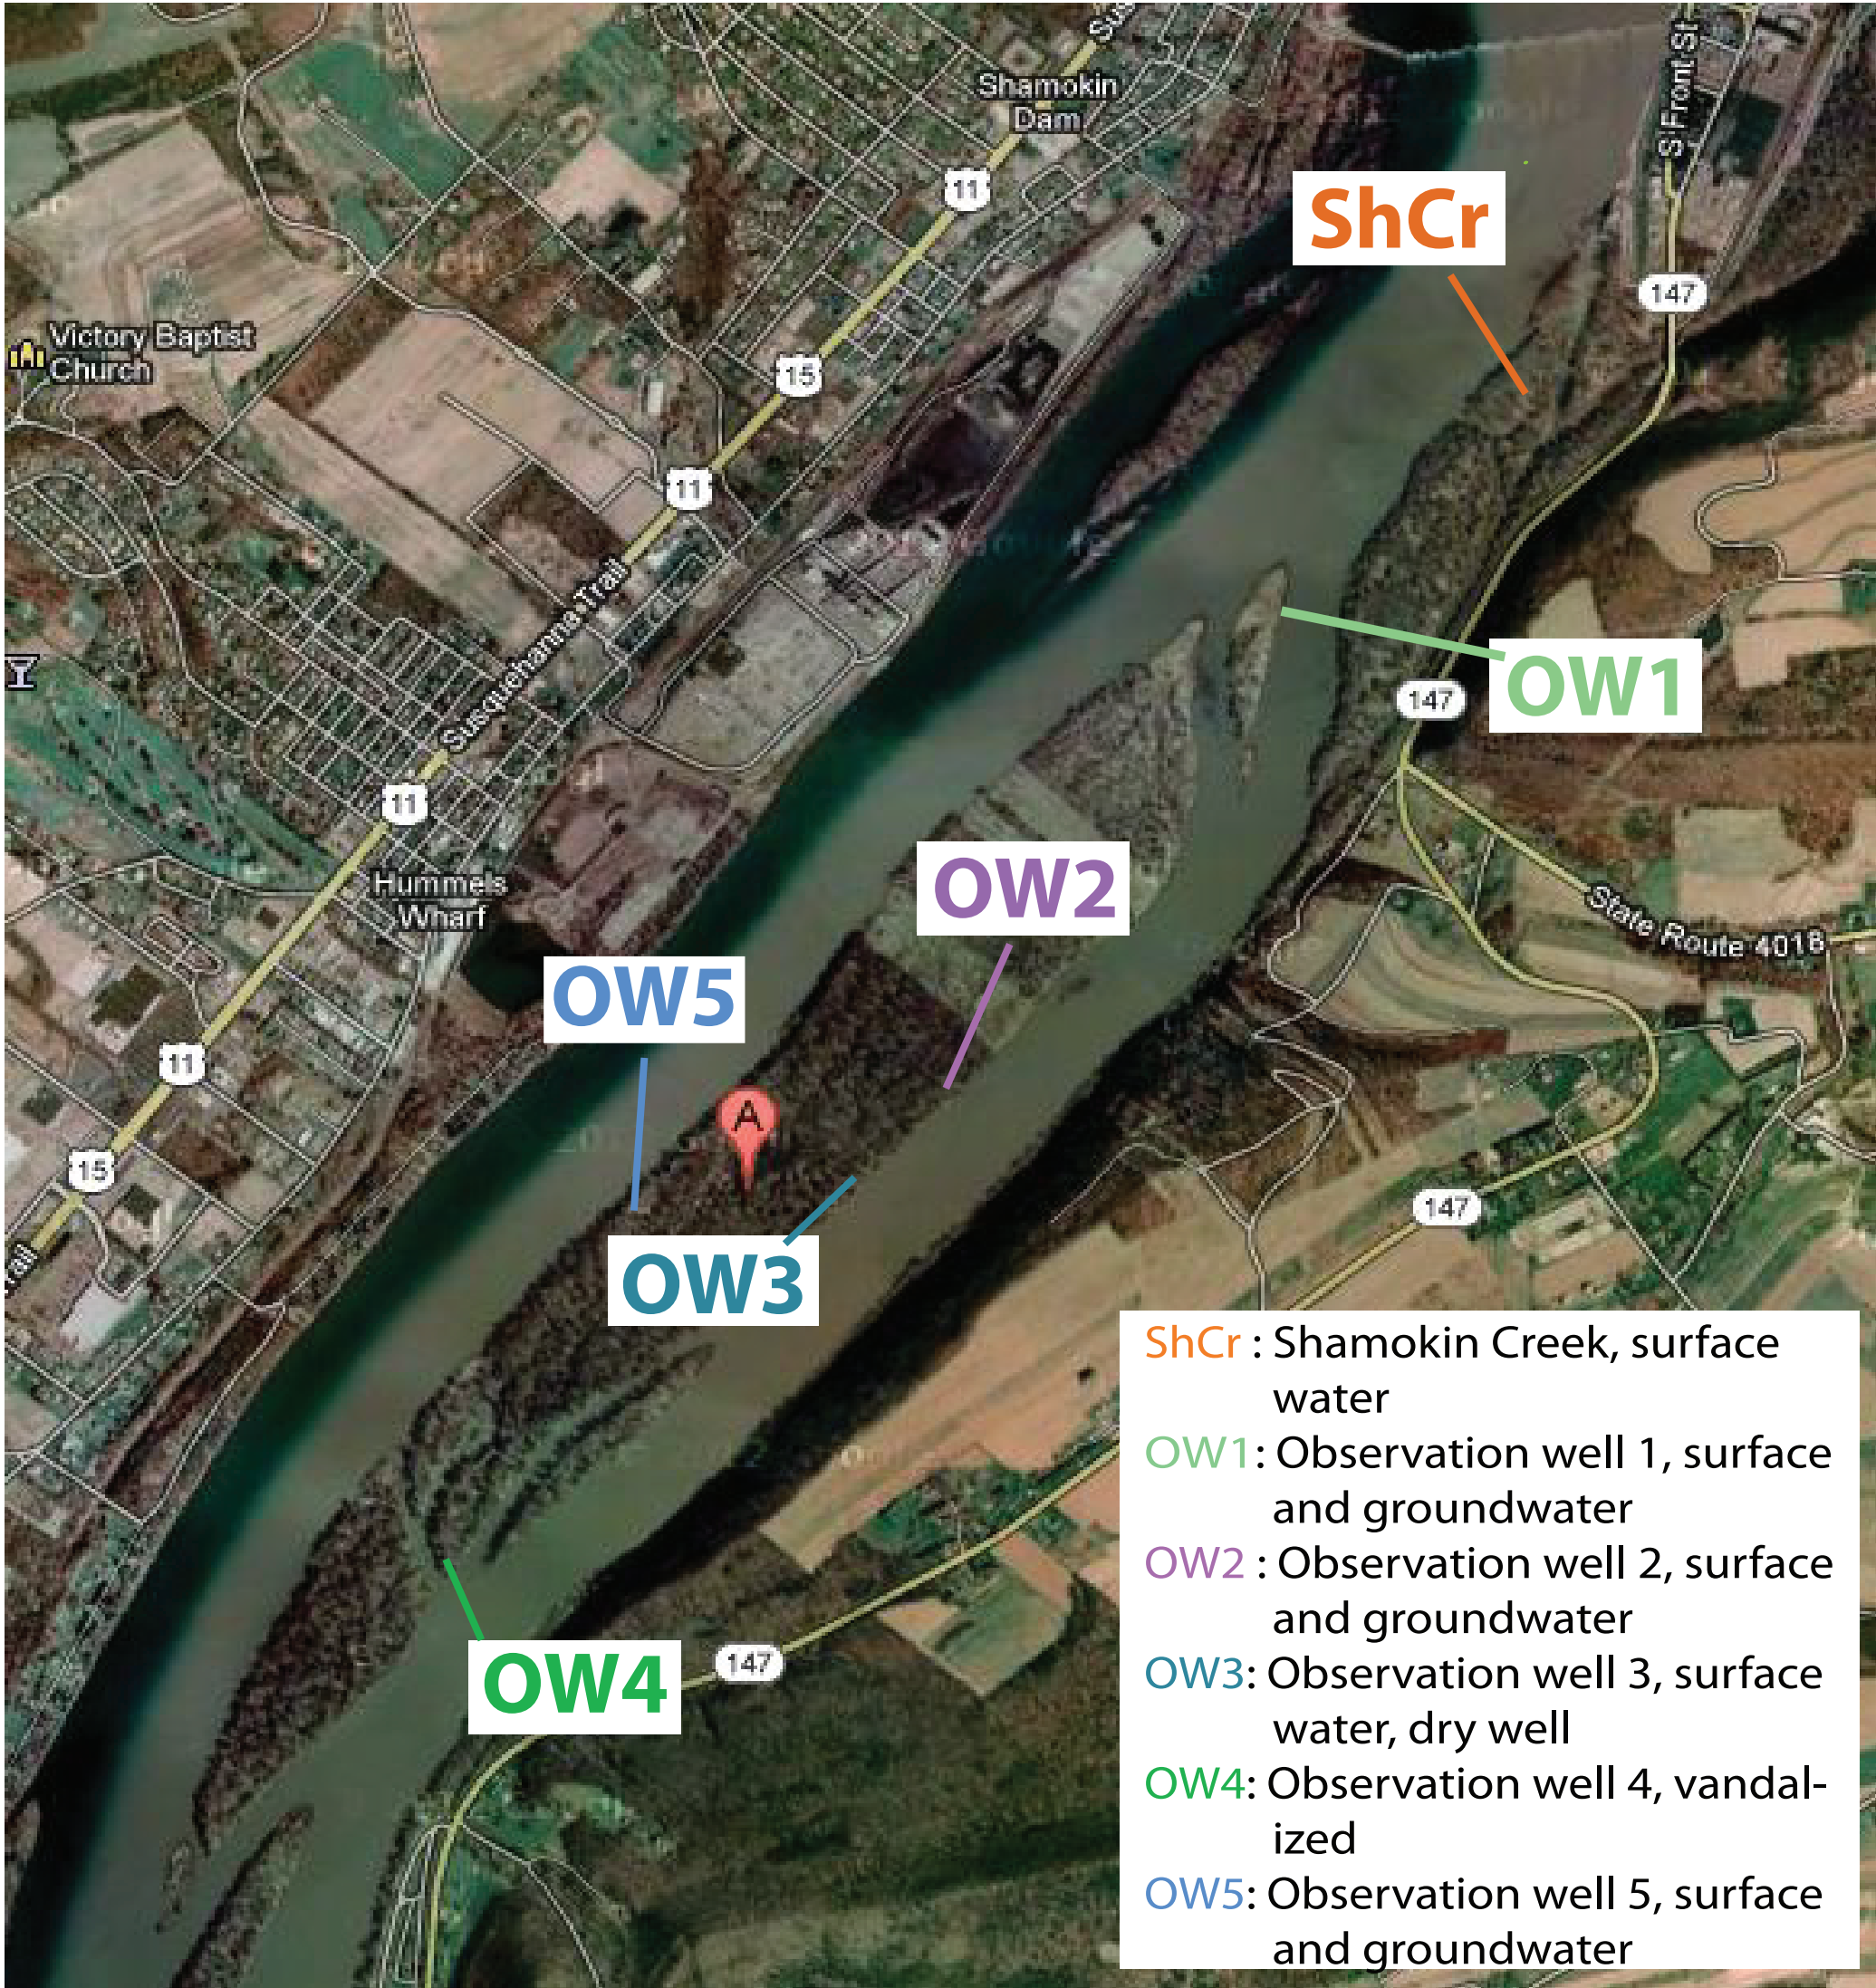 Sus
Shamokin
Dam
S Front St
11
ShCr
147
Victory Baptist
Church
15
11
Susquehanna Trail
OW1
147
11
OW2
Hummels
Wharf
State Route 4018
OW5
11
A
15
147
OW3
rail
ShCr : Shamokin Creek, surface
water
OW1: Observation well 1, surface
and groundwater
OW2 : Observation well 2, surface
and groundwater
OW3: Observation well 3, surface
water, dry well
OW4: Observation well 4, vandal-
ized
OW5: Observation well 5, surface
and groundwater
147
OW4